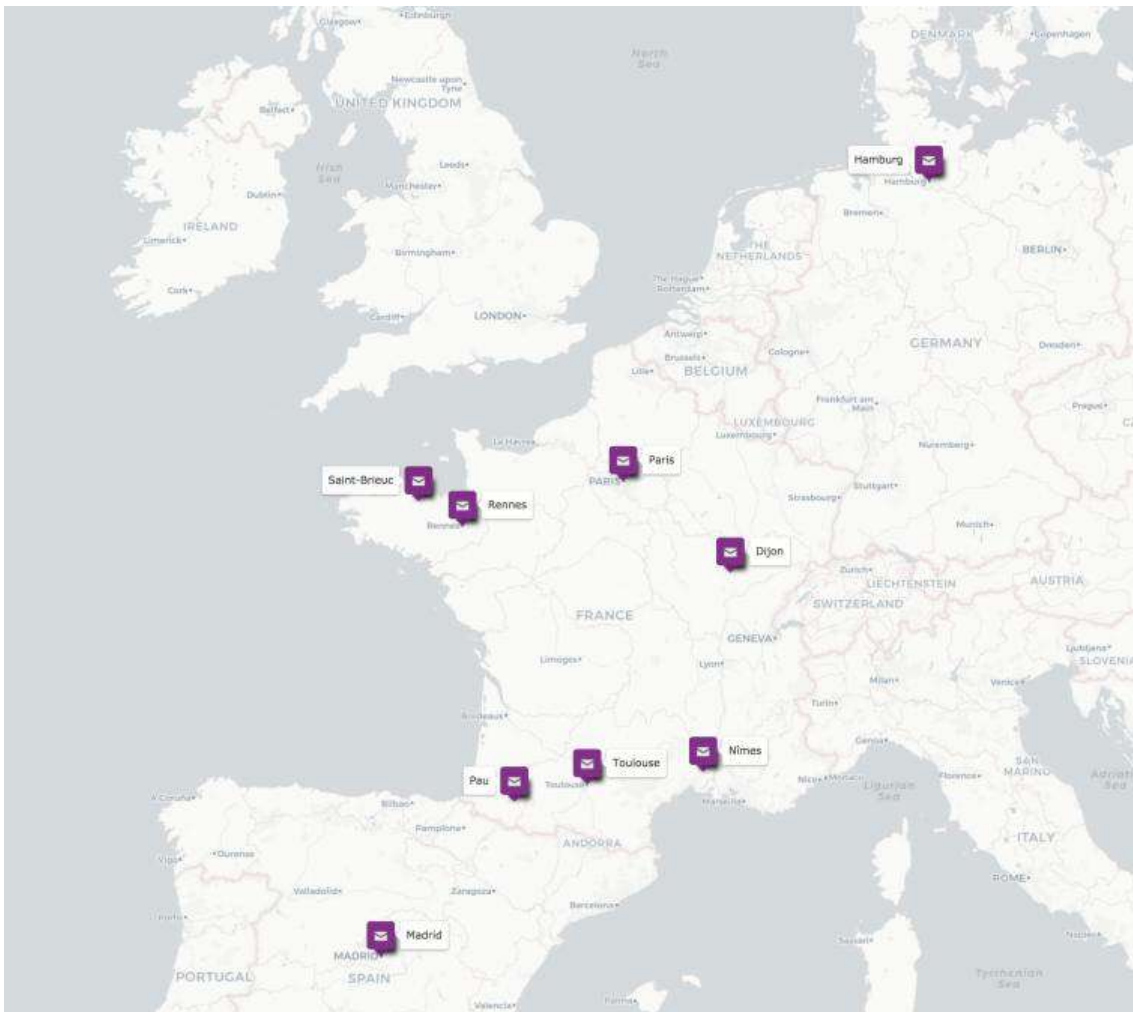 Edinburgh
Glasgow
North
Sea
DENMARK
Copenhagen
Newcastle upon
Tyne
UNITED KINGDOM
Belfast
Irish
Sea
Leeds
Manchester
Dublin
Hamburg
Hamburg
Bremen
IRELAND
Limerick
Birmingham
THE
NETHERLANDS
BERLIN
Cork
The Hague
Rotterdam
Cardiff
LONDON
Antwerp
Brussels
BELGIUM
Lille
Cologne
GERMANY
Dresden
Frankfurt am
Main
Prague
LUXEMBOURG
Luxembourg
Le Havre
Nuremberg
Paris
PARIS
Saint-Brieuc
Rennes
Rennes
Strasbourg
Stuttgart
Munich
Dijon
Zurich
LIECHTENSTEIN
AUSTRIA
SWITZERLAND
FRANCE
GENEVA
Ljubljana
SLOVENIA
Limoges
Lyon
Milan
Venice
Turin
Bordeaux
Genoa
Nîmes
Toulouse
Toulouse
Pau
Nice
Monaco
Ligurian
Sea
Florence
SAN
MARINO
Marseille
A Coruña
Bilbao
Pamplona
ANDORRA
ITALY
Vigo
Ourense
Valladolid
Zaragoza
Barcelona
ROME
Madrid
MADRID
SPAIN
PORTUGAL
Sassari
Naples
Tyrrhenian
Sea
Valencia
Palma